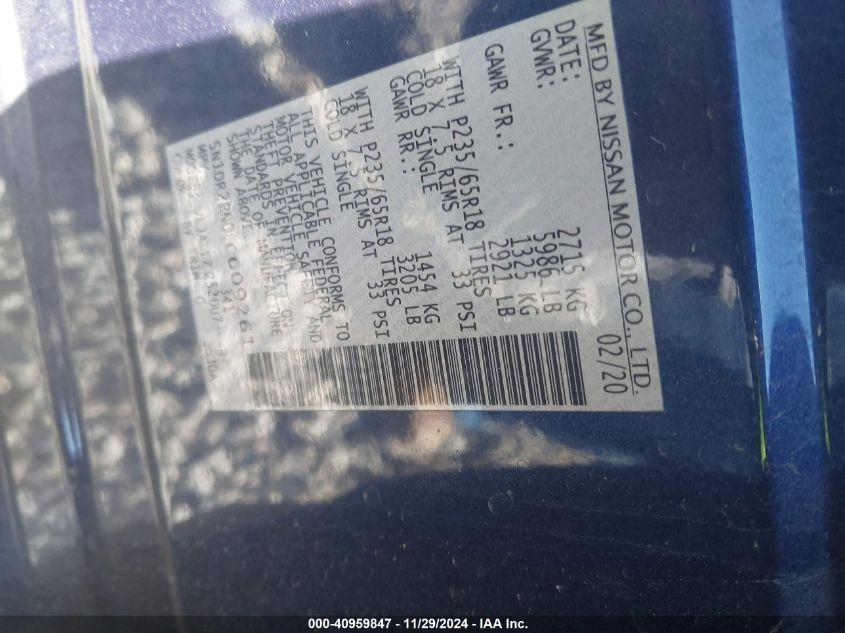 MFD BY NISSAN MOTOR CO., LTD.
DATE: 02/20
GVWR: 2715 KG
5986 LB
GAWR FR.: 1325 KG
2921 LB
WITH P235/65R18 TIRES
18 X 7.5 RIMS AT 33 PSI
COLD SINGLE
GAWR RR.: 1454 KG
3205 LB
WITH P235/65R18 TIRES
18 X 7.5 RIMS AT 33 PSI
COLD SINGLE
THIS VEHICLE CONFORMS TO
ALL APPLICABLE FEDERAL
MOTOR VEHICLE SAFETY AND
THEFT PREVENTION
STANDARDS IN EFFECT ON
THE DATE OF MANUFACTURE
SHOWN ABOVE.
000-40959847 - 11/29/2024 - IAA Inc.